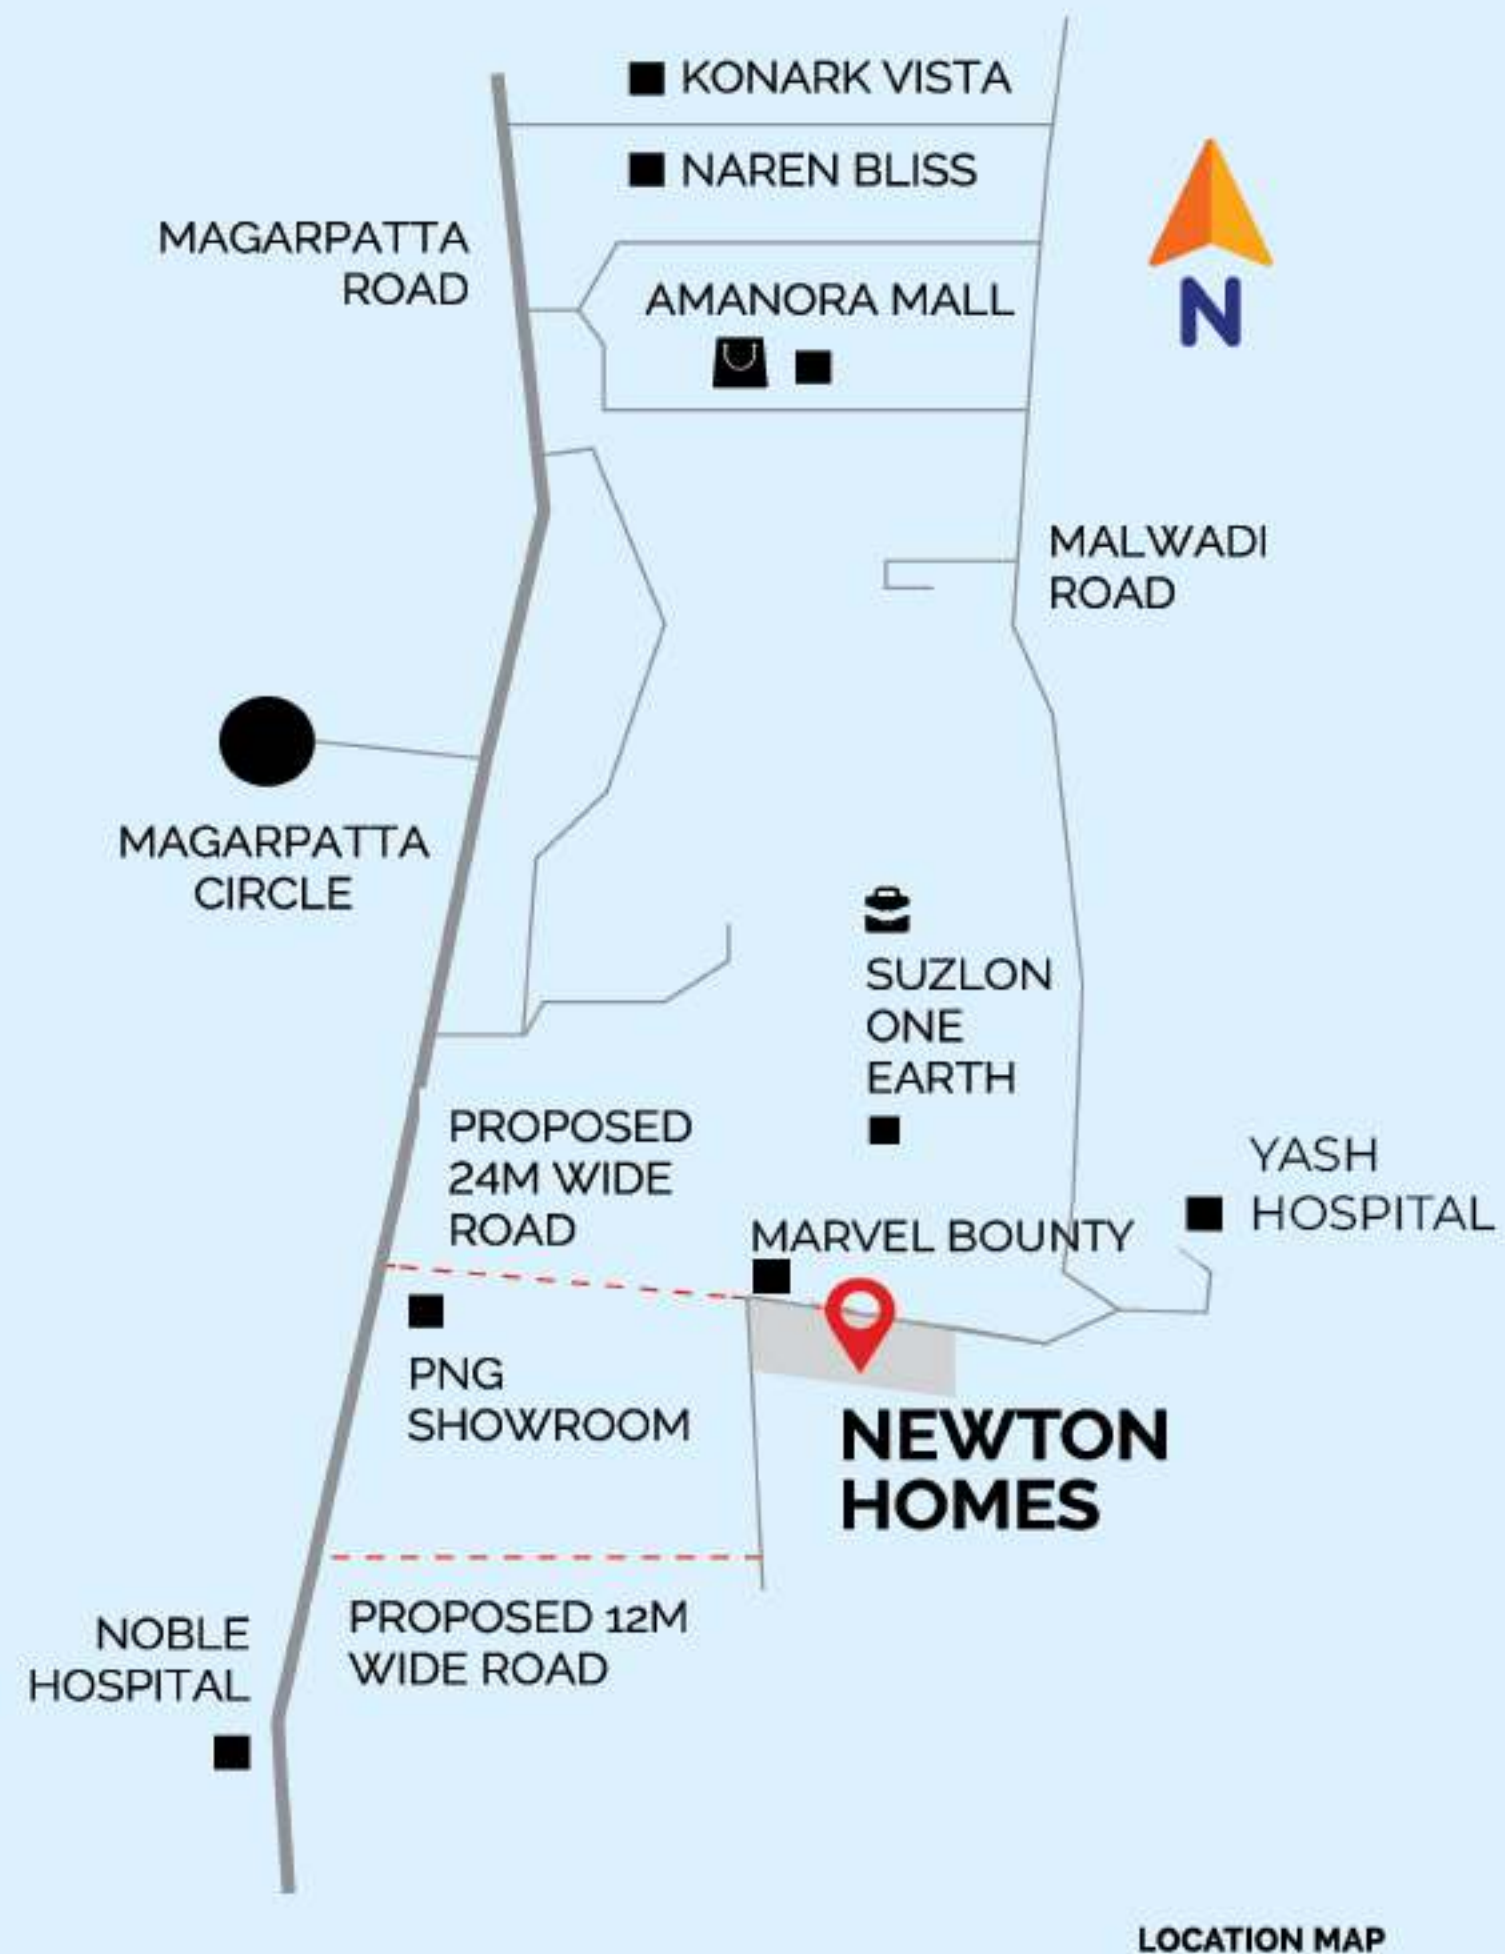 KONARK VISTA
NAREN BLISS
MAGARPATTA
ROAD
AMANORA MALL
N
MALWADI
ROAD
MAGARPATTA
CIRCLE
SUZLON
ONE
EARTH
PROPOSED
24M WIDE
ROAD
YASH
HOSPITAL
MARVEL BOUNTY
PNG
SHOWROOM
NEWTON
HOMES
PROPOSED 12M
WIDE ROAD
NOBLE
HOSPITAL
LOCATION MAP